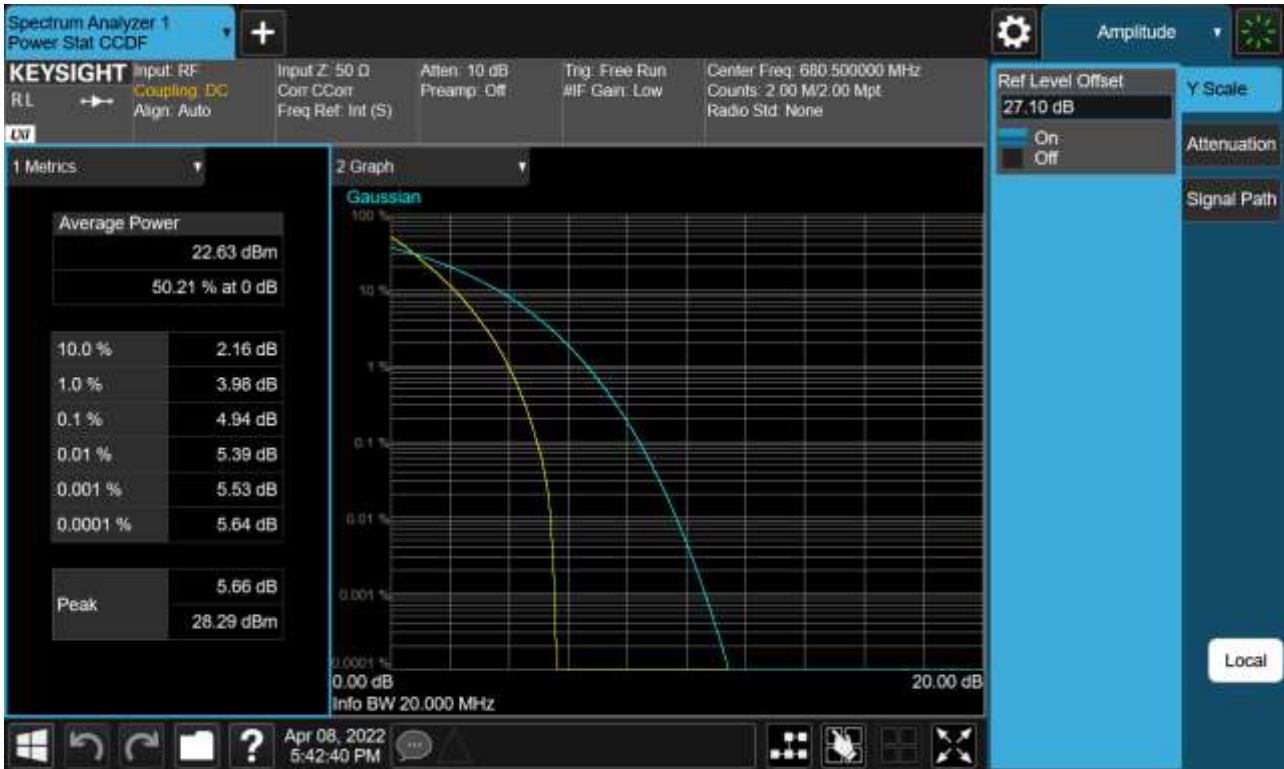 Spectrum Analyzer 1
Power Stat CCDF
+
Amplitude
KEYSIGHT
RL
LXI
Input: RF
Coupling: DC
Align: Auto
Input Z: 50 Ω
Corr CCorr
Freq Ref: Int (S)
Atten: 10 dB
Preamp: Off
Trig: Free Run
#IF Gain: Low
Center Freq: 680.500000 MHz
Counts: 2.00 M/2.00 Mpt
Radio Std: None
Ref Level Offset
27.10 dB
On
Off
Y Scale
Attenuation
Signal Path
1 Metrics
Average Power
22.63 dBm
50.21 % at 0 dB
10.0 % 2.16 dB
1.0 % 3.98 dB
0.1 % 4.94 dB
0.01 % 5.39 dB
0.001 % 5.53 dB
0.0001 % 5.64 dB
Peak
5.66 dB
28.29 dBm
2 Graph
Gaussian
100 %
10 %
1 %
0.1 %
0.01 %
0.001 %
0.0001 %
0.00 dB 20.00 dB
Info BW 20.000 MHz
Local
?
Apr 08, 2022
5:42:40 PM